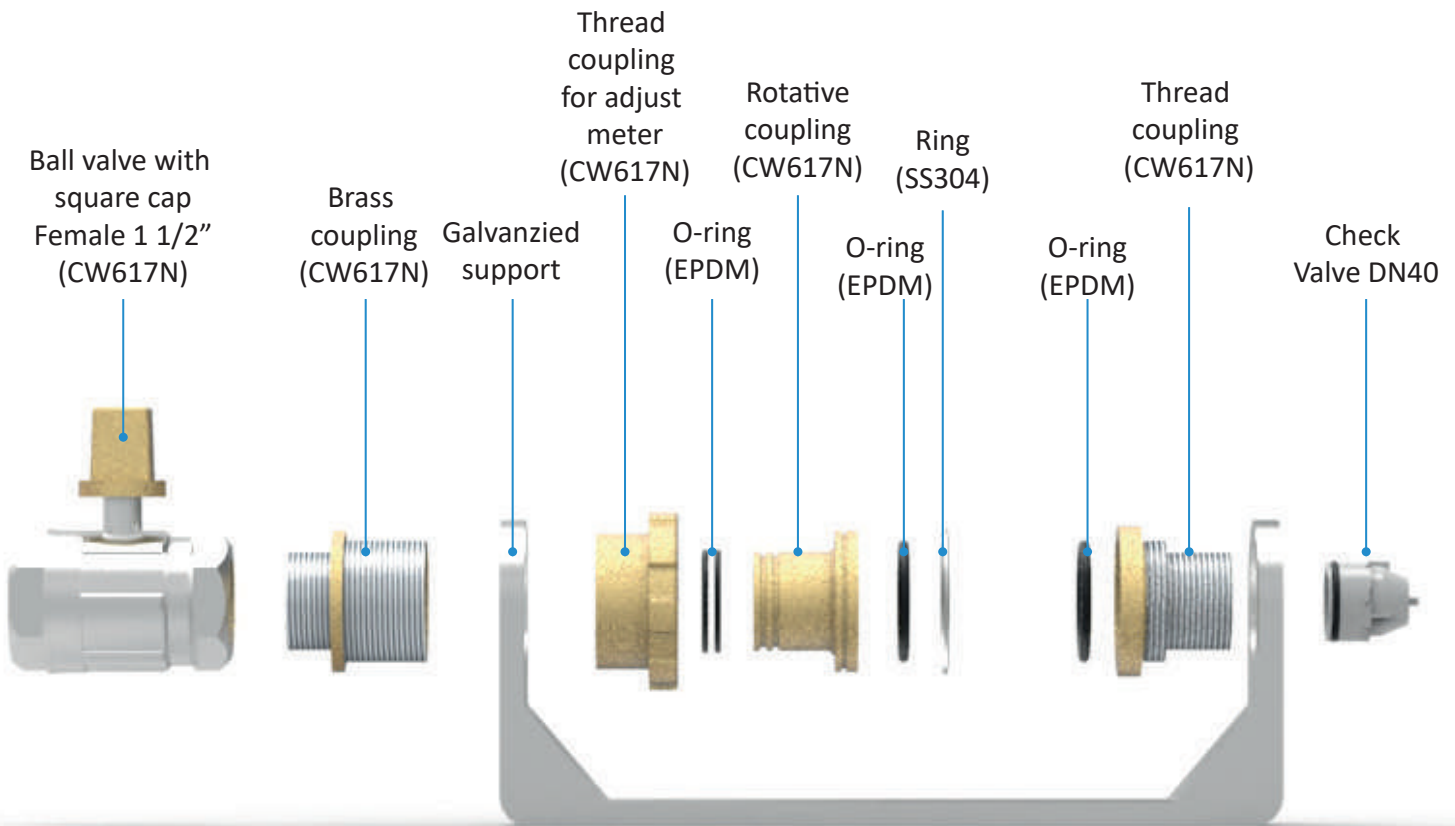 Ball valve with
square cap
Female 1 1/2”
(CW617N)
Brass
coupling
(CW617N)
Galvanzied
support
Thread
coupling
for adjust
meter
(CW617N)
O-ring
(EPDM)
Rotative
coupling
(CW617N)
O-ring
(EPDM)
Ring
(SS304)
O-ring
(EPDM)
Thread
coupling
(CW617N)
Check
Valve DN40